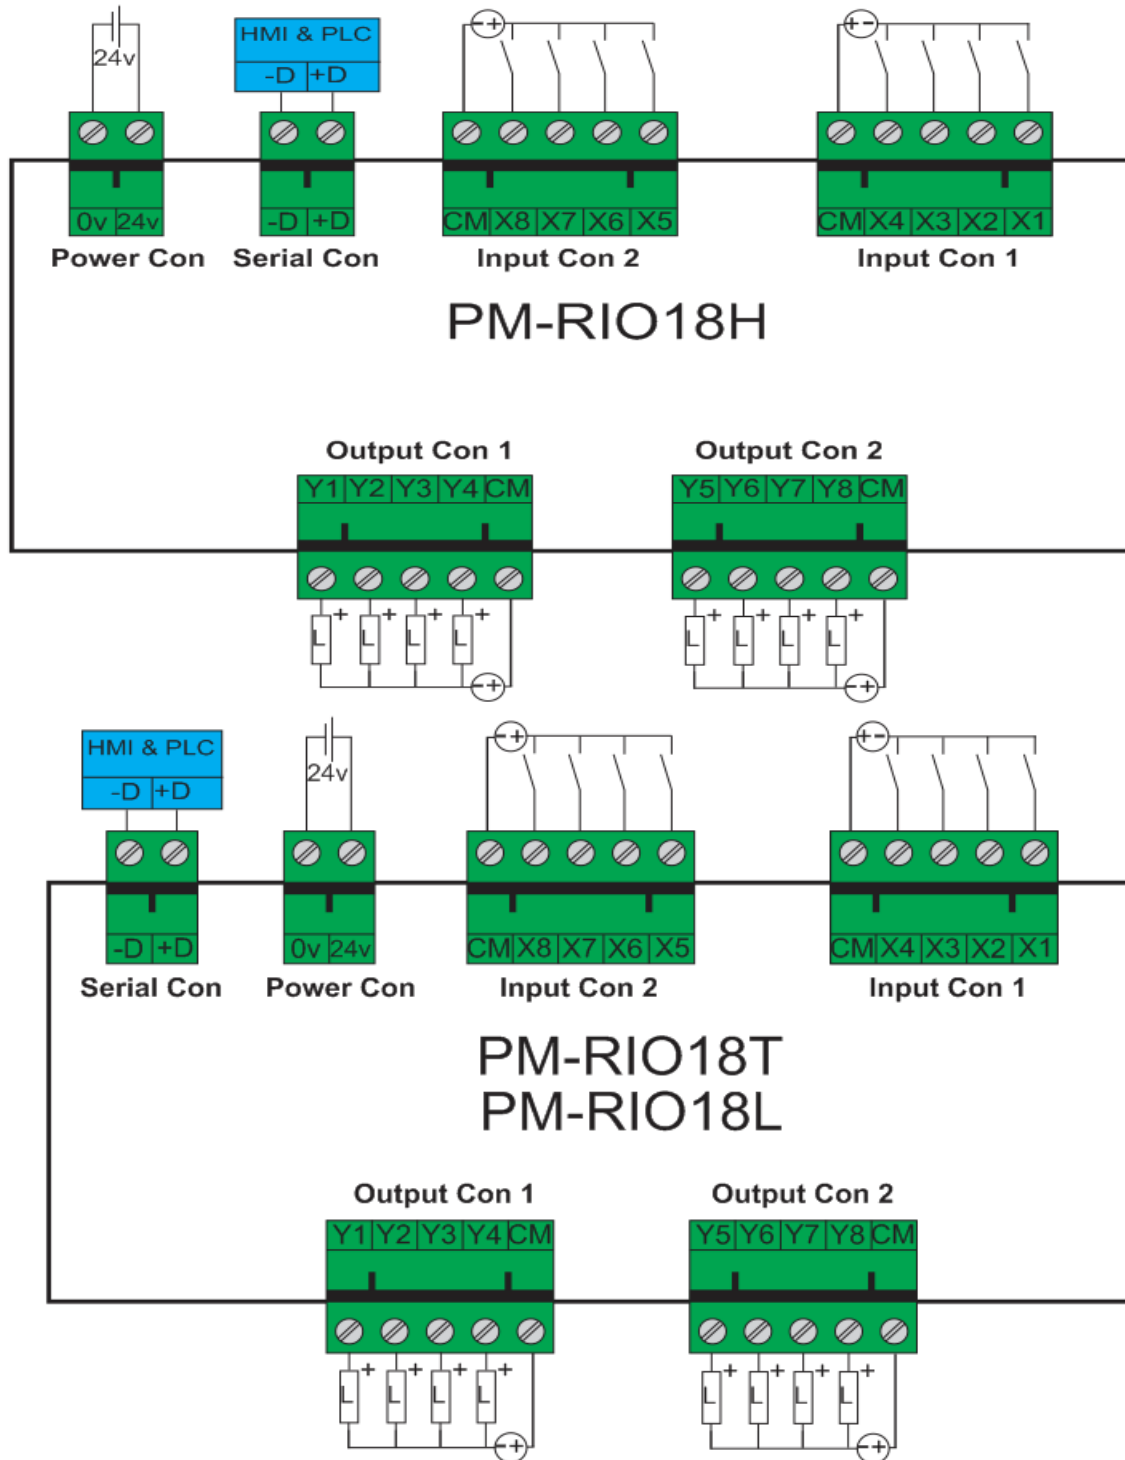 24v
HMI & PLC
-D +D
- +
+ -
0v 24v
-D +D
CM X8 X7 X6 X5
CM X4 X3 X2 X1
Power Con
Serial Con
Input Con 2
Input Con 1
PM-RIO18H
Output Con 1
Output Con 2
Y1 Y2 Y3 Y4 CM
Y5 Y6 Y7 Y8 CM
L + L + L + L +
L + L + L + L +
- +
- +
HMI & PLC
-D +D
24v
- +
+ -
-D +D
0v 24v
CM X8 X7 X6 X5
CM X4 X3 X2 X1
Serial Con
Power Con
Input Con 2
Input Con 1
PM-RIO18T
PM-RIO18L
Output Con 1
Output Con 2
Y1 Y2 Y3 Y4 CM
Y5 Y6 Y7 Y8 CM
L + L + L + L +
L + L + L + L +
- +
- +